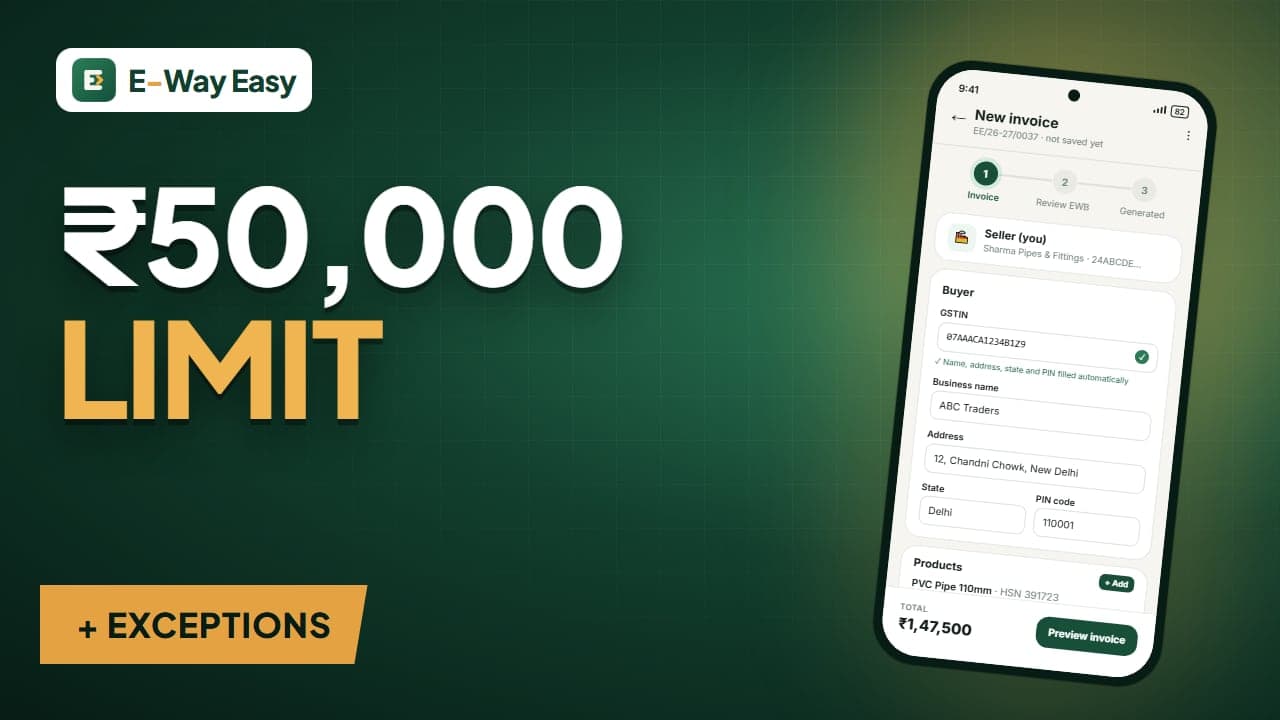 E-Way Easy
₹50,000
LIMIT
+ EXCEPTIONS
9:41
82
← New invoice
EE/26-27/0037 · not saved yet
1
2
3
Invoice
Review EWB
Generated
Seller (you)
Sharma Pipes & Fittings · 24ABCDE...
Buyer
GSTIN
07AAACA1234B1Z9
✓ Name, address, state and PIN filled automatically
Business name
ABC Traders
Address
12, Chandni Chowk, New Delhi
State
PIN code
Delhi
110001
Products
+ Add
PVC Pipe 110mm · HSN 391723
TOTAL
₹1,47,500
Preview invoice